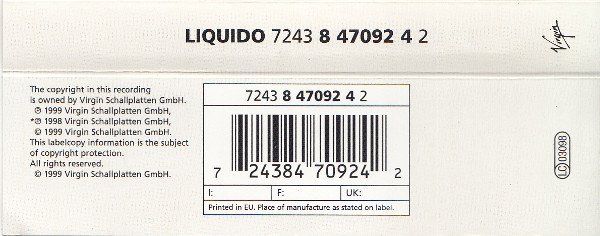 LIQUIDO 7243 8 47092 4 2
Virgin
The copyright in this recording
is owned by Virgin Schallplatten GmbH.
℗ 1999 Virgin Schallplatten GmbH,
*℗ 1998 Virgin Schallplatten GmbH,
© 1999 Virgin Schallplatten GmbH.
This labelcopy information is the subject
of copyright protection.
All rights reserved.
© 1999 Virgin Schallplatten GmbH.
7243 8 47092 4 2
7 24384 70924 2
I: F: UK:
Printed in EU. Place of manufacture as stated on label.
LC 03098